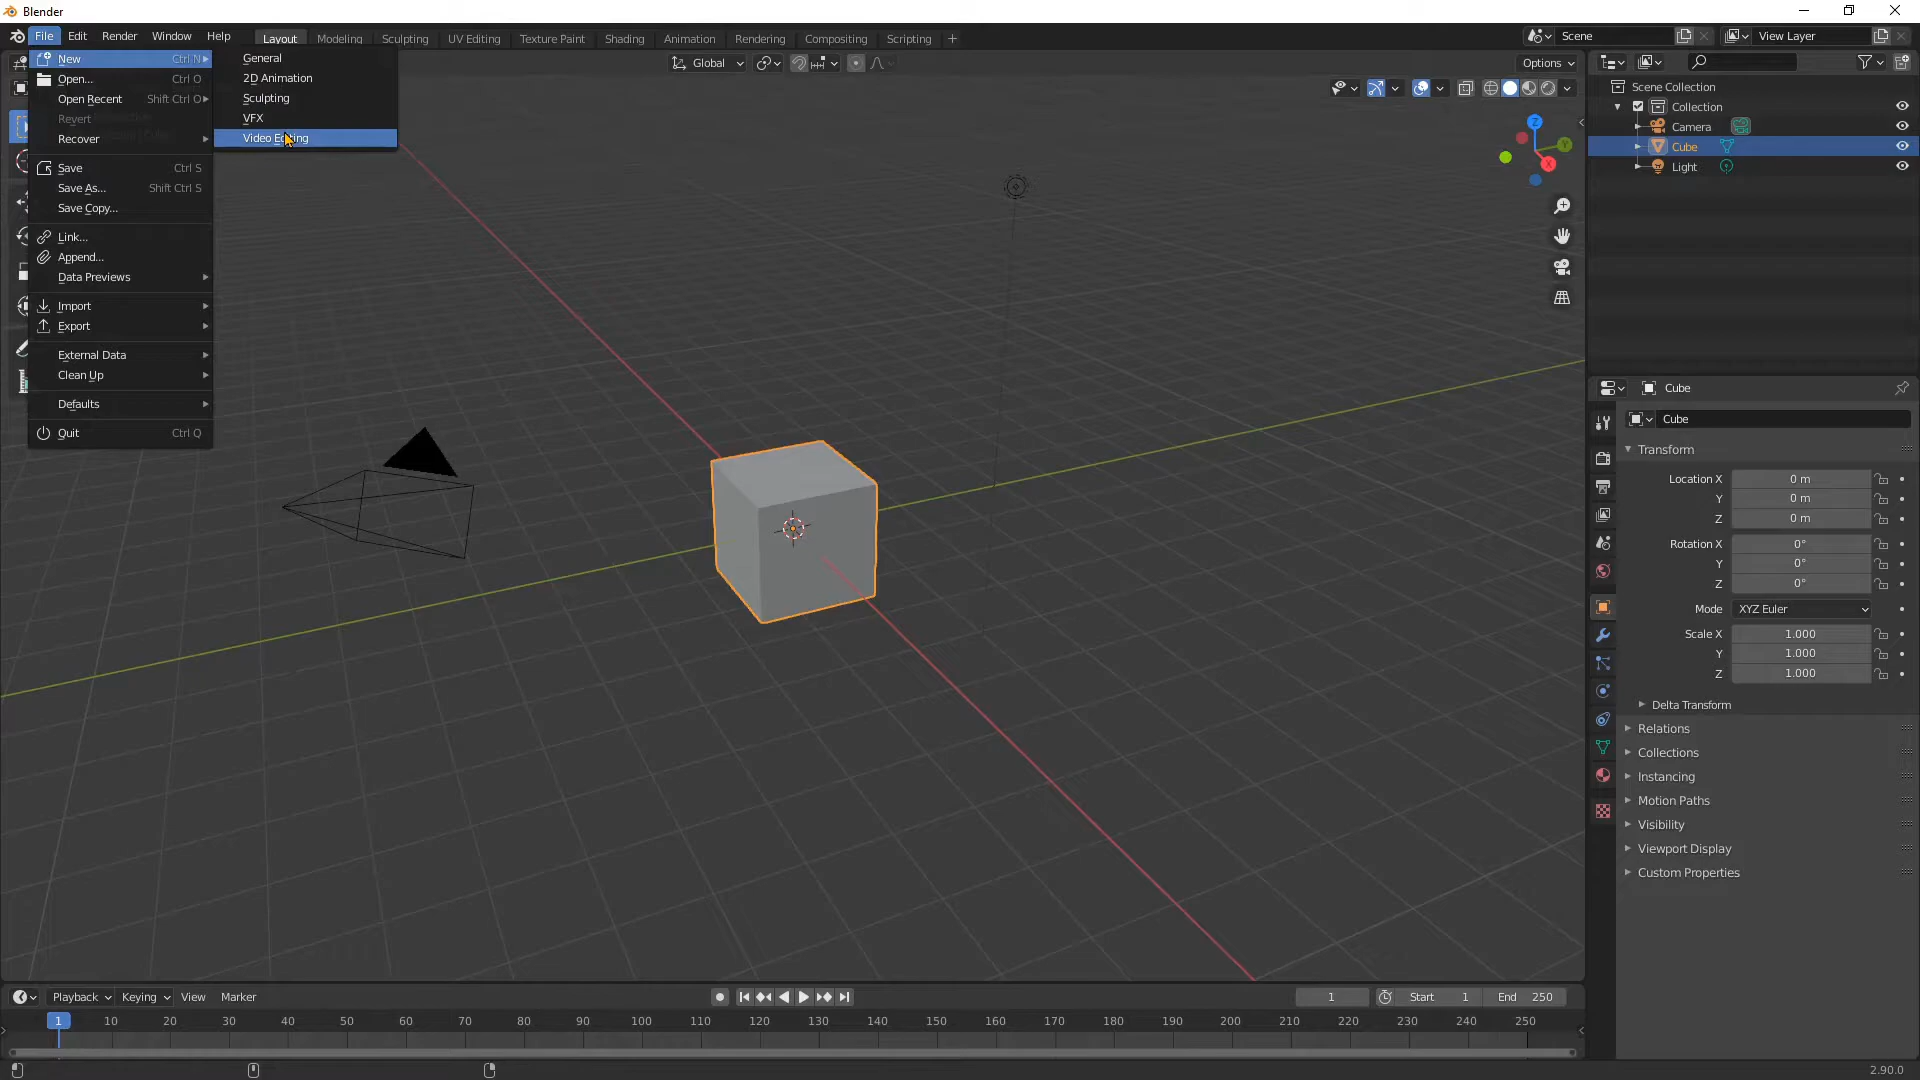 Blender
File Edit Render Window Help Layout Modeling Sculpting UV Editing Texture Paint Shading Animation Rendering Compositing Scripting + Scene View Layer
New Ctrl N
Open... Ctrl O
Open Recent Shift Ctrl O
Revert
Recover
Save Ctrl S
Save As... Shift Ctrl S
Save Copy...
Link...
Append...
Data Previews
Import
Export
External Data
Clean Up
Defaults
Quit Ctrl Q
General
2D Animation
Sculpting
VFX
Video Editing
Global
Options
Z
Y
X
Scene Collection
Collection
Camera
Cube
Light
Cube
Cube
Transform
Location X 0 m
Y 0 m
Z 0 m
Rotation X 0°
Y 0°
Z 0°
Mode XYZ Euler
Scale X 1.000
Y 1.000
Z 1.000
Delta Transform
Relations
Collections
Instancing
Motion Paths
Visibility
Viewport Display
Custom Properties
Playback Keying View Marker 1 Start 1 End 250
1 10 20 30 40 50 60 70 80 90 100 110 120 130 140 150 160 170 180 190 200 210 220 230 240 250
2.90.0